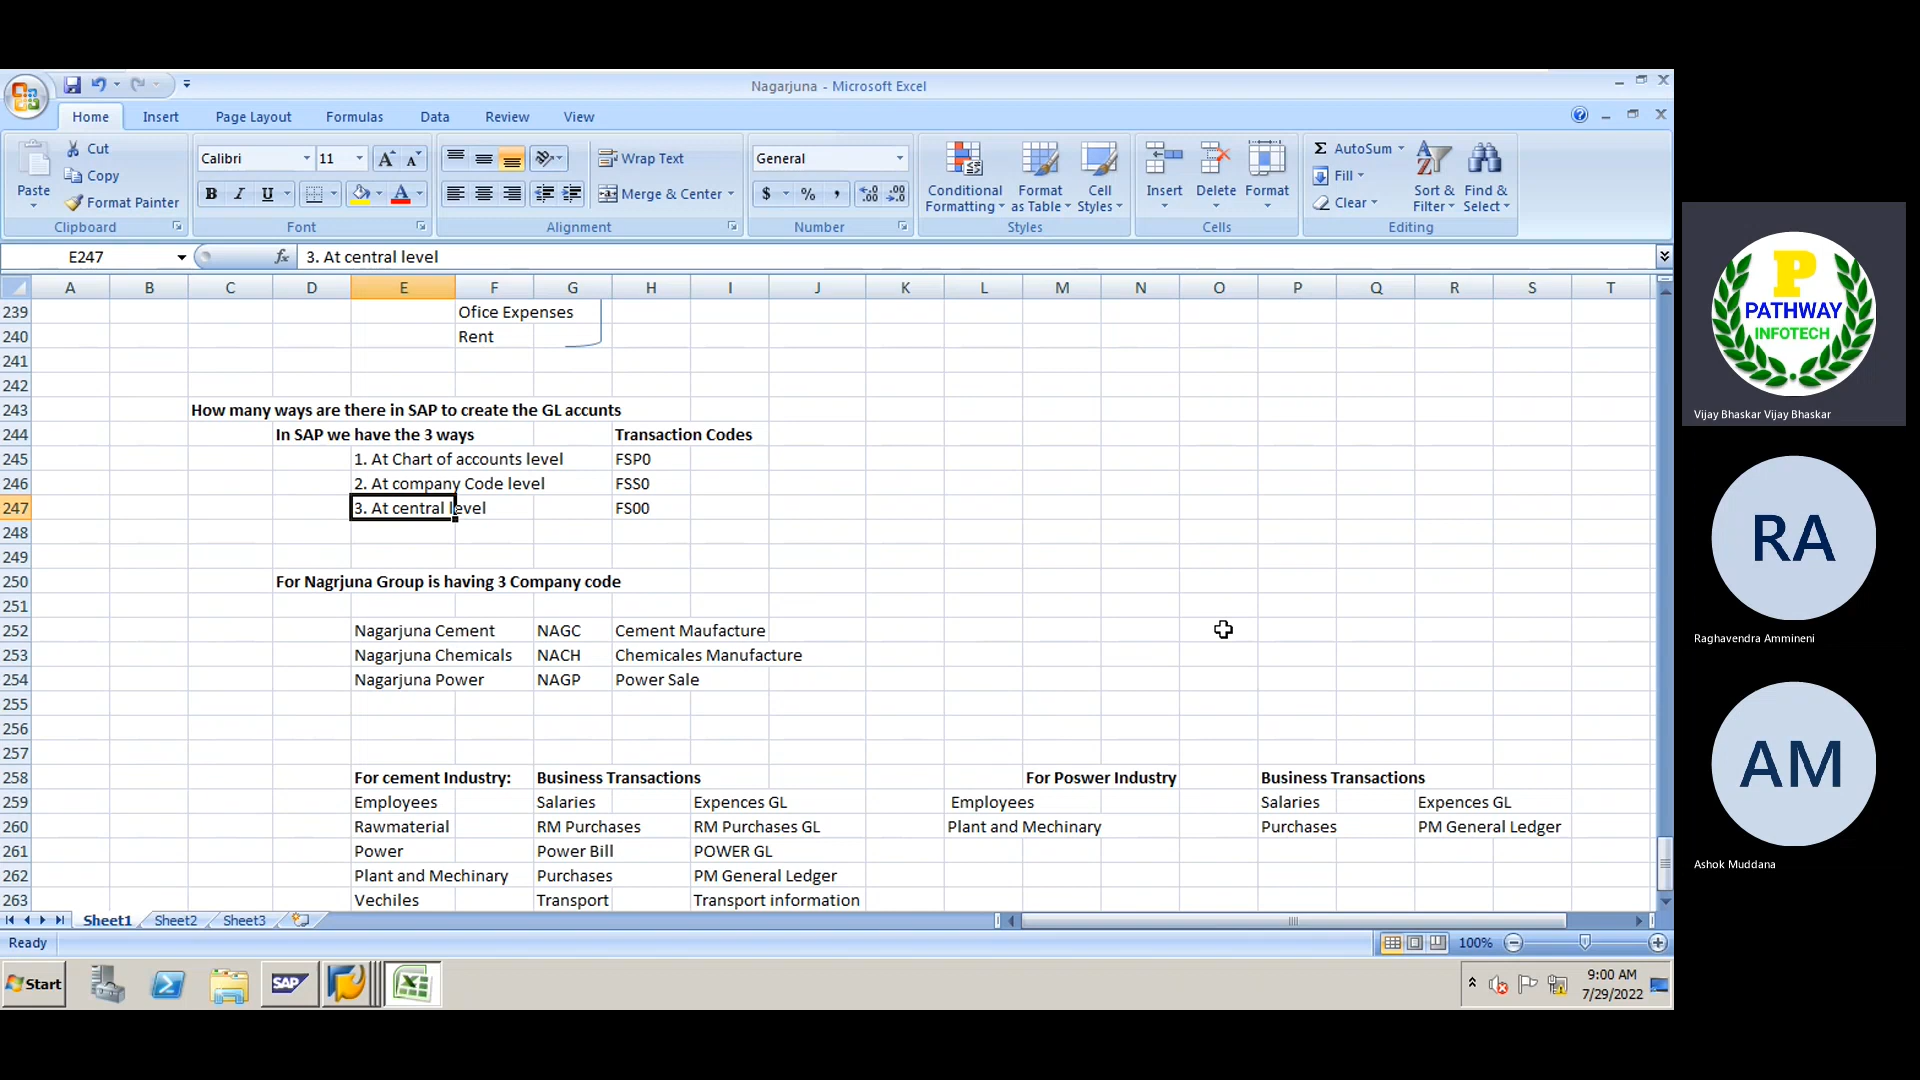 Nagarjuna - Microsoft Excel
Home Insert Page Layout Formulas Data Review View
Paste
Cut
Copy
Format Painter
Clipboard
Calibri 11
B I U
Font
Wrap Text
Merge & Center
Alignment
General
$ % ,
Number
Conditional Formatting
Format as Table
Cell Styles
Styles
Insert Delete Format
Cells
Σ AutoSum
Fill
Clear
Sort & Filter
Find & Select
Editing
E247 fx 3. At central level
A B C D E F G H I J K L M N O P Q R S T
239 Ofice Expenses
240 Rent
241
242
243 How many ways are there in SAP to create the GL accunts
244 In SAP we have the 3 ways Transaction Codes
245 1. At Chart of accounts level FSP0
246 2. At company Code level FSS0
247 3. At central level FS00
248
249
250 For Nagrjuna Group is having 3 Company code
251
252 Nagarjuna Cement NAGC Cement Maufacture
253 Nagarjuna Chemicals NACH Chemicales Manufacture
254 Nagarjuna Power NAGP Power Sale
255
256
257
258 For cement Industry: Business Transactions For Poswer Industry Business Transactions
259 Employees Salaries Expences GL Employees Salaries Expences GL
260 Rawmaterial RM Purchases RM Purchases GL Plant and Mechinary Purchases PM General Ledger
261 Power Power Bill POWER GL
262 Plant and Mechinary Purchases PM General Ledger
263 Vechiles Transport Transport information
Sheet1 Sheet2 Sheet3
Ready 100%
Start SAP 9:00 AM
7/29/2022
P
PATHWAY
INFOTECH
Vijay Bhaskar Vijay Bhaskar
RA
Raghavendra Ammineni
AM
Ashok Muddana